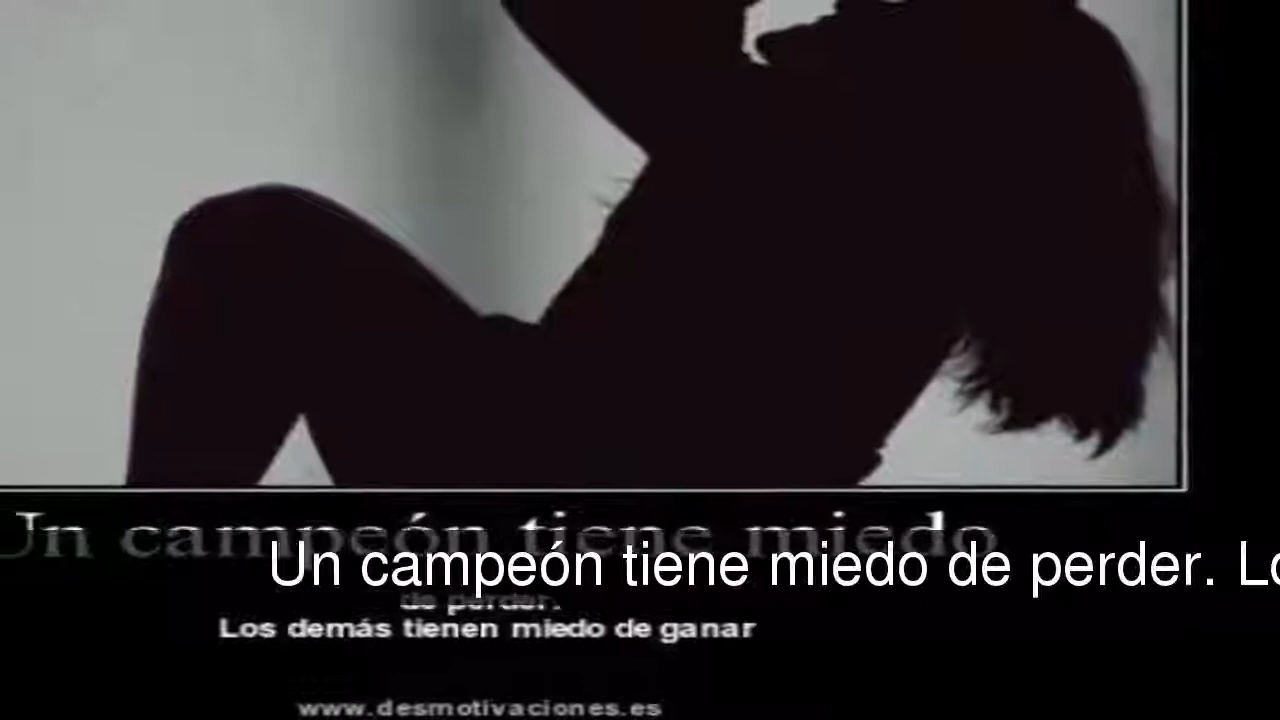 Un campeón tiene miedo
Un campeón tiene miedo de perder. Lo
de perder.
Los demás tienen miedo de ganar
www.desmotivaciones.es